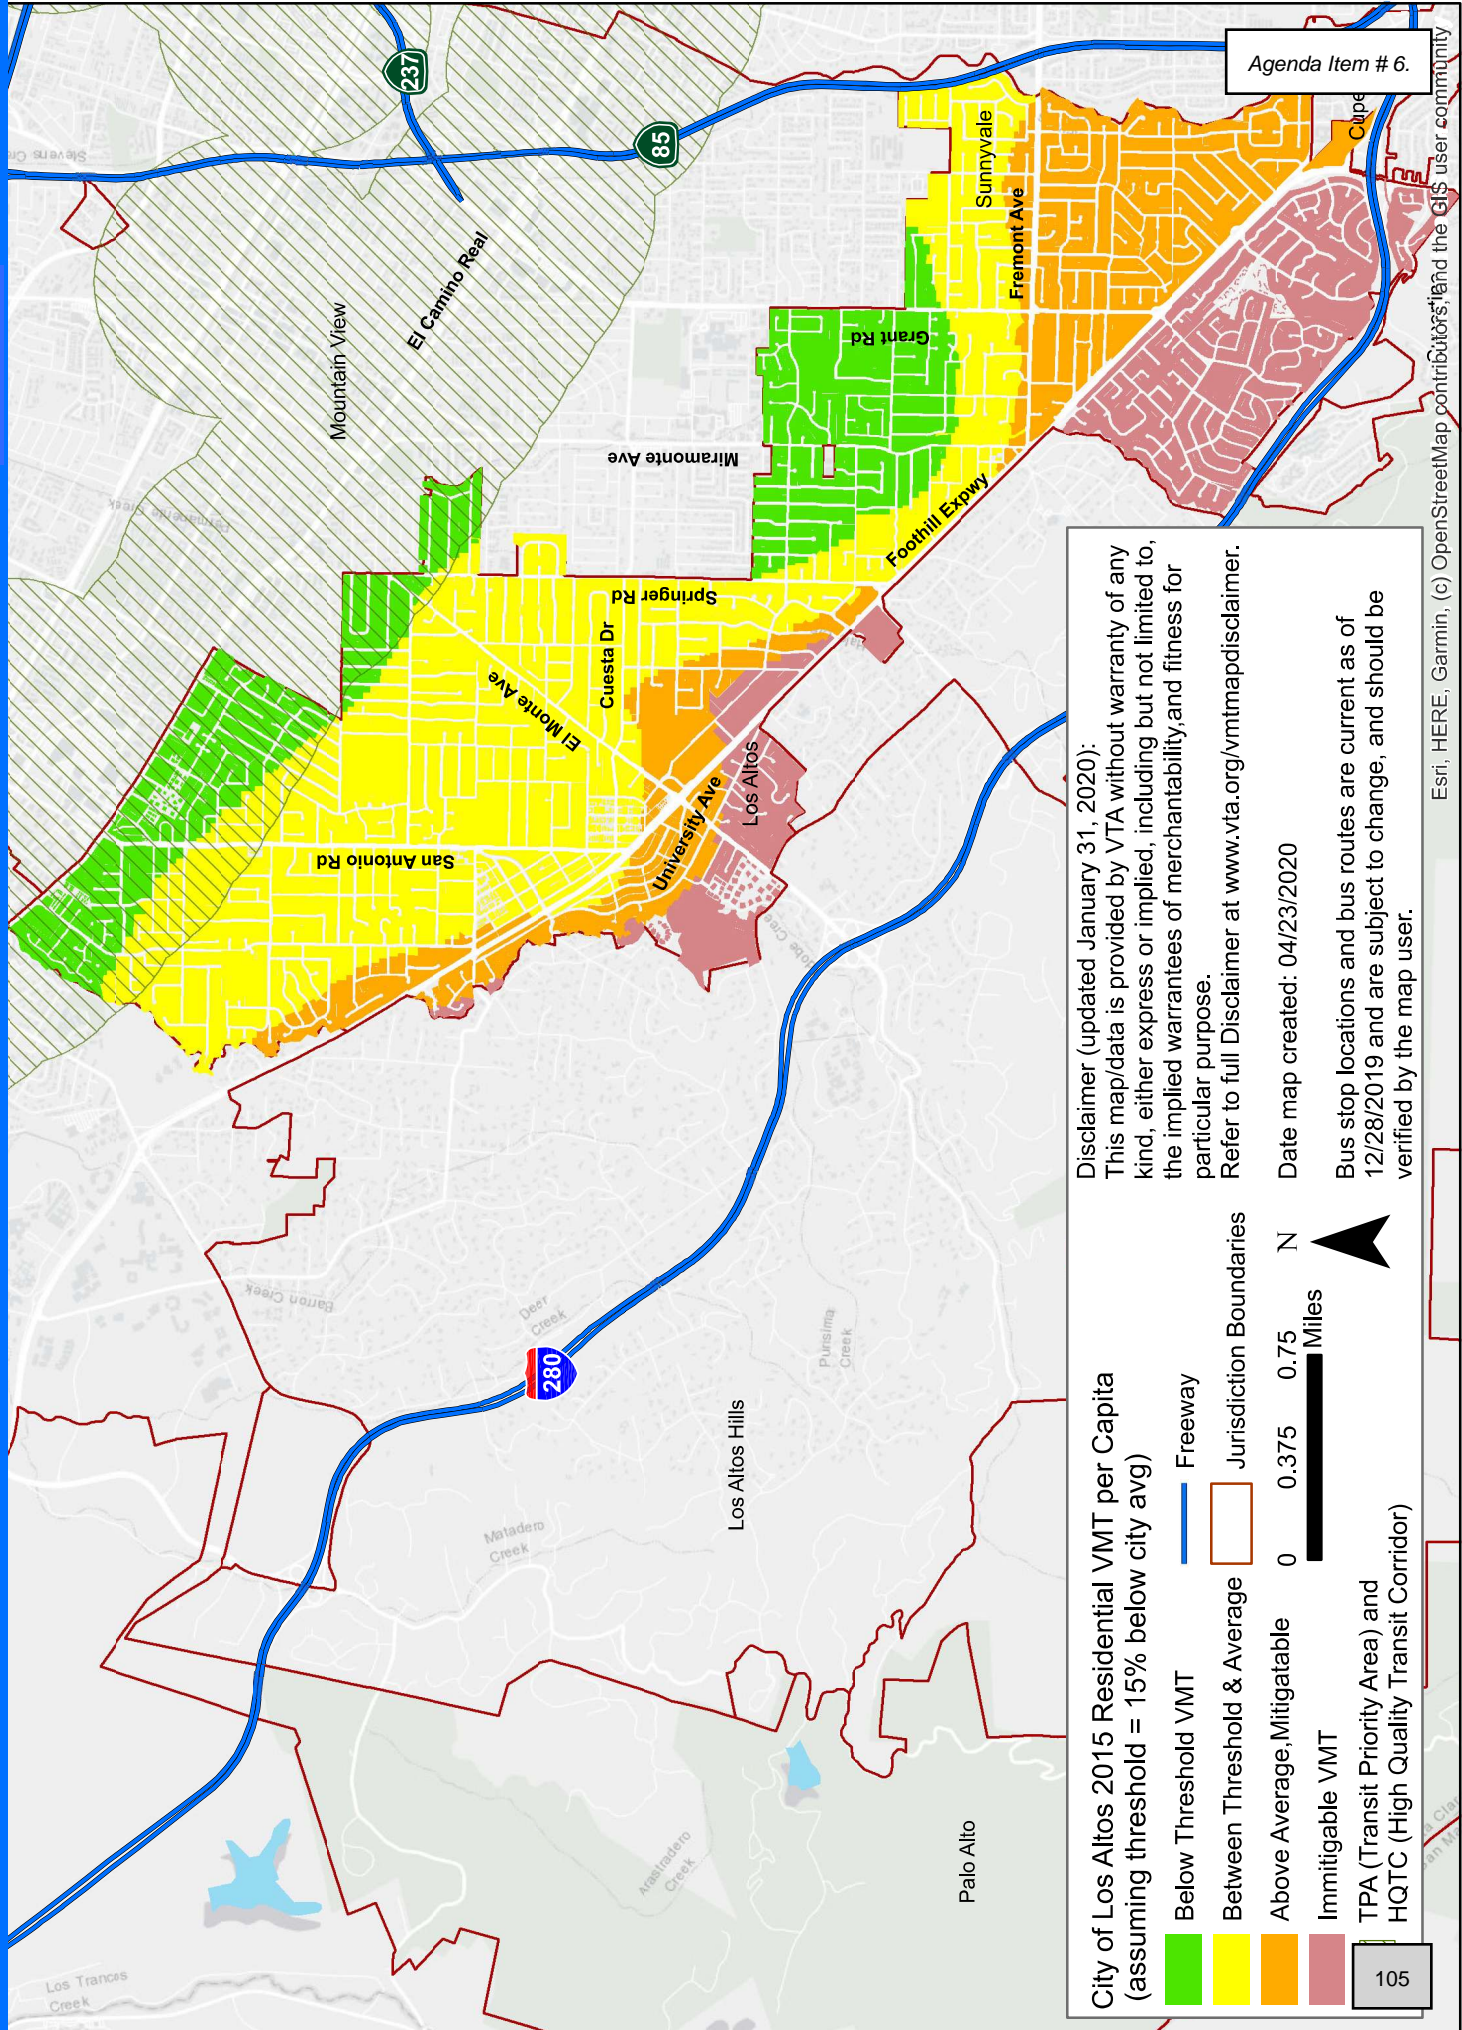 Agenda Item # 6.
237
85
280
Stevens Cre
Permanente Creek
Mountain View
El Camino Real
Sunnyvale
Fremont Ave
Grant Rd
Miramonte Ave
Foothill Expwy
Springer Rd
Cuesta Dr
El Monte Ave
San Antonio Rd
University Ave
Los Altos
Hale
Adobe Creek
Barron Creek
Deer
Creek
Purisima
Creek
Matadero
Creek
Los Altos Hills
Arastradero
Creek
Palo Alto
Los Trancos
Creek
Cupe
City of Los Altos 2015 Residential VMT per Capita
(assuming threshold = 15% below city avg)
Below Threshold VMT
Between Threshold & Average
Above Average,Mitigatable
Immitigable VMT
TPA (Transit Priority Area) and
HQTC (High Quality Transit Corridor)
Freeway
Jurisdiction Boundaries
0 0.375 0.75
Miles
N
Disclaimer (updated January 31, 2020):
This map/data is provided by VTA without warranty of any
kind, either express or implied, including but not limited to,
the implied warrantees of merchantability,and fitness for
particular purpose.
Refer to full Disclaimer at www.vta.org/vmtmapdisclaimer.
Date map created: 04/23/2020
Bus stop locations and bus routes are current as of
12/28/2019 and are subject to change, and should be
verified by the map user.
Esri, HERE, Garmin, (c) OpenStreetMap contributors, and the GIS user community
105